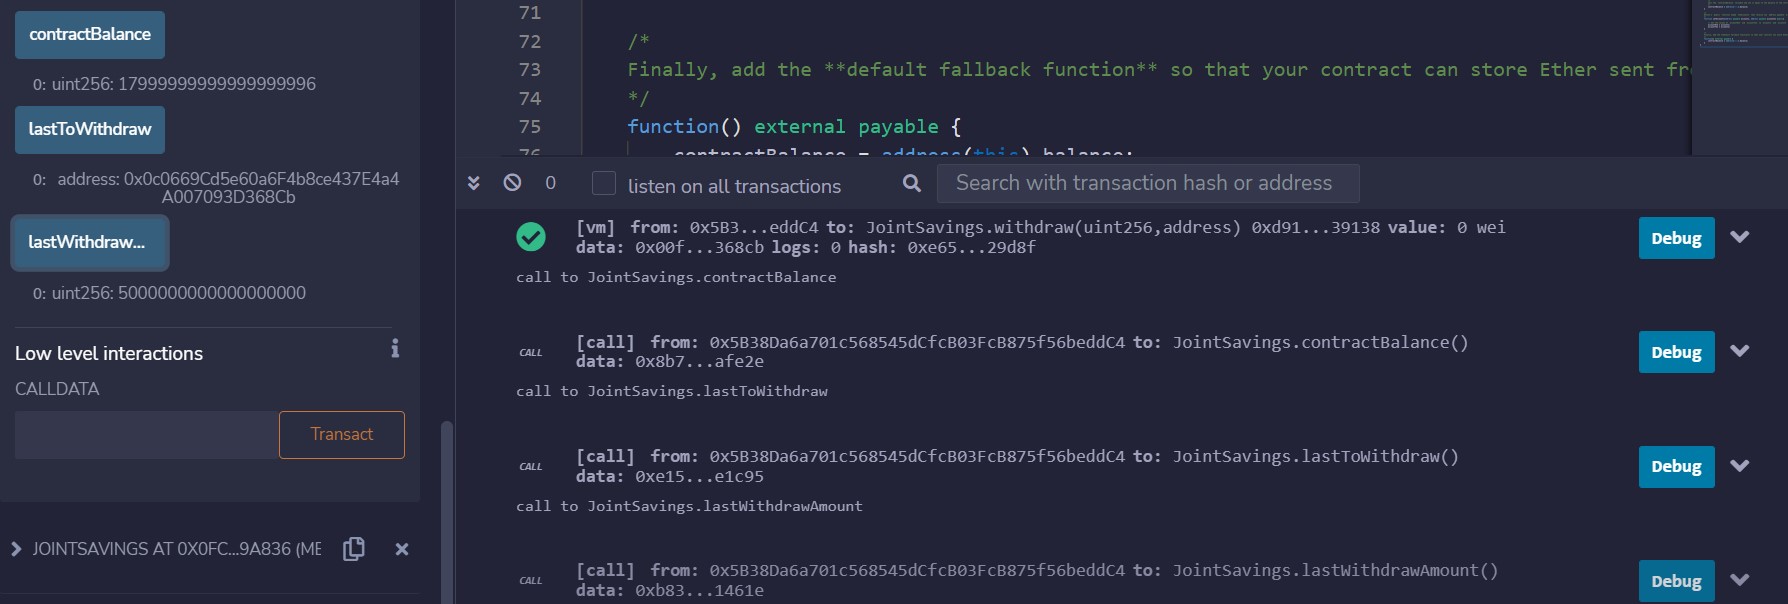 contractBalance
0: uint256: 17999999999999999996
lastToWithdraw
0: address: 0x0c0669Cd5e60a6F4b8ce437E4a4
A007093D368Cb
lastWithdraw...
0: uint256: 5000000000000000000
Low level interactions
CALLDATA
Transact
JOINTSAVINGS AT 0X0FC...9A836 (ME
71
72 /*
73 Finally, add the **default fallback function** so that your contract can store Ether sent fr
74 */
75 function() external payable {
76 contractBalance = address(this).balance;
0 listen on all transactions Search with transaction hash or address
[vm] from: 0x5B3...eddC4 to: JointSavings.withdraw(uint256,address) 0xd91...39138 value: 0 wei Debug
data: 0x00f...368cb logs: 0 hash: 0xe65...29d8f
call to JointSavings.contractBalance
CALL [call] from: 0x5B38Da6a701c568545dCfcB03FcB875f56beddC4 to: JointSavings.contractBalance() Debug
data: 0x8b7...afe2e
call to JointSavings.lastToWithdraw
CALL [call] from: 0x5B38Da6a701c568545dCfcB03FcB875f56beddC4 to: JointSavings.lastToWithdraw() Debug
data: 0xe15...e1c95
call to JointSavings.lastWithdrawAmount
CALL [call] from: 0x5B38Da6a701c568545dCfcB03FcB875f56beddC4 to: JointSavings.lastWithdrawAmount() Debug
data: 0xb83...1461e